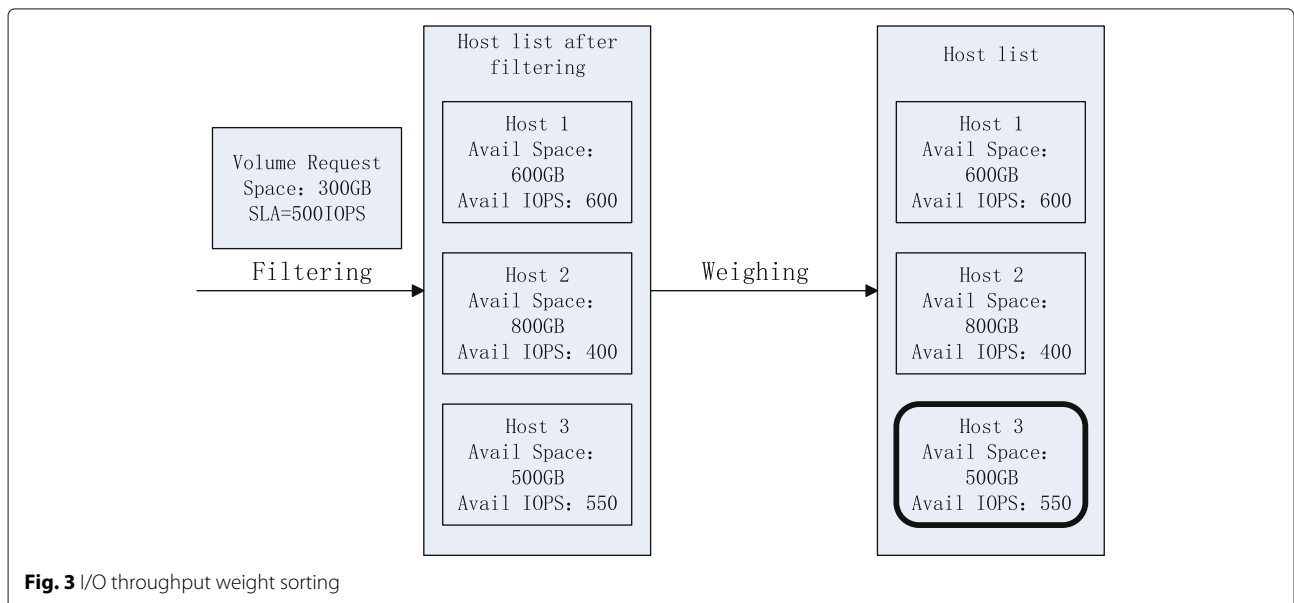 Volume Request
Space: 300GB
SLA=500IOPS
Filtering
Host list after
filtering
Host 1
Avail Space:
600GB
Avail IOPS: 600
Host 2
Avail Space:
800GB
Avail IOPS: 400
Host 3
Avail Space:
500GB
Avail IOPS: 550
Weighing
Host list
Host 1
Avail Space:
600GB
Avail IOPS: 600
Host 2
Avail Space:
800GB
Avail IOPS: 400
Host 3
Avail Space:
500GB
Avail IOPS: 550
Fig. 3 I/O throughput weight sorting